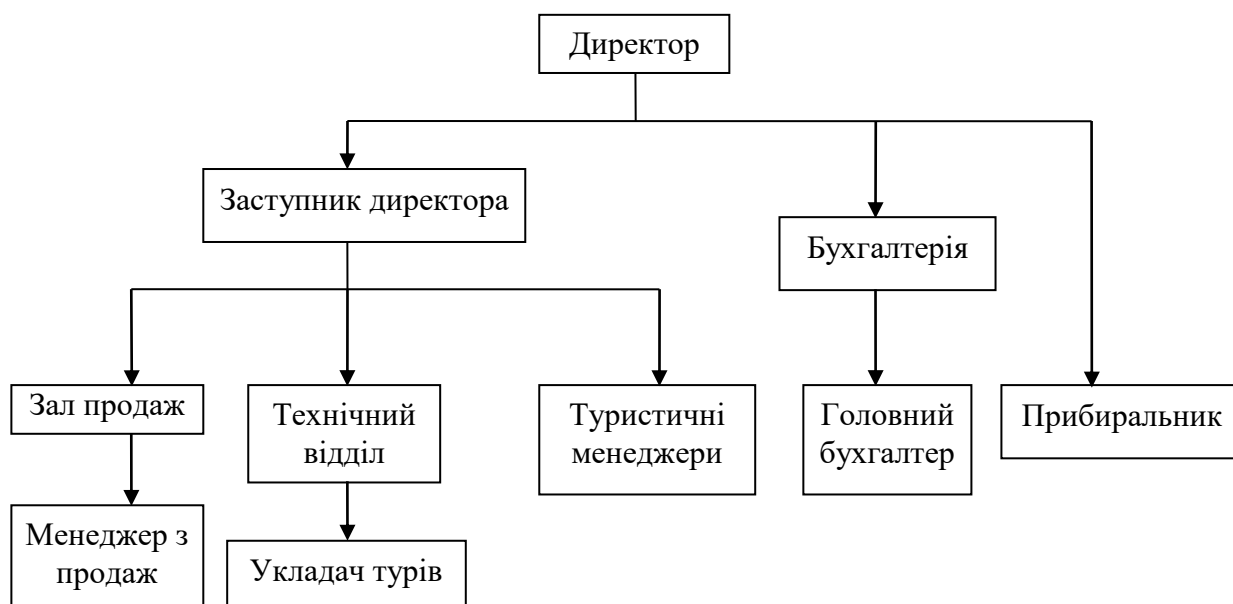 Директор
Заступник директора
Бухгалтерія
Зал продаж
Технічний
відділ
Туристичні
менеджери
Головний
бухгалтер
Прибиральник
Менеджер з
продаж
Укладач турів